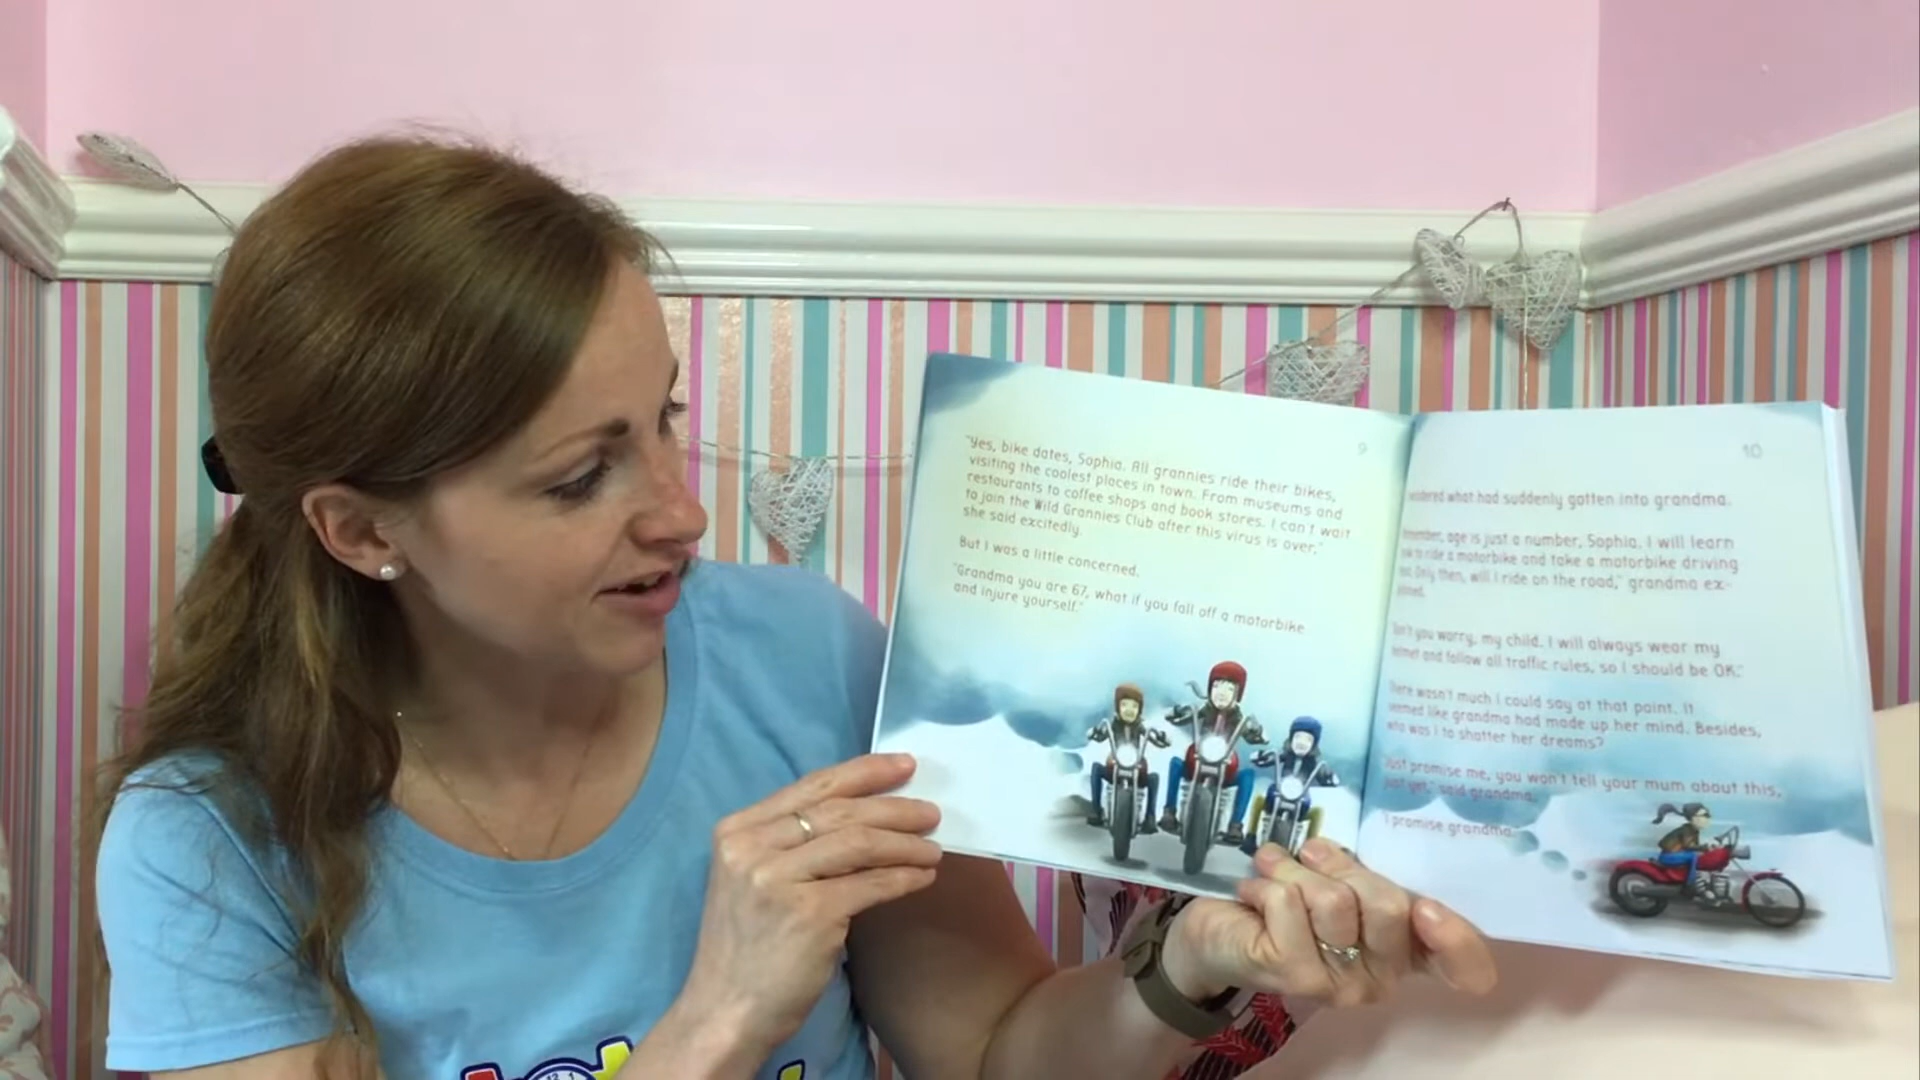 9
"Yes, bike dates, Sophia. All grannies ride their bikes,
visiting the coolest places in town. From museums and
restaurants to coffee shops and book stores. I can't wait
to join the Wild Grannies Club after this virus is over,"
she said excitedly.
But I was a little concerned.
"Grandma you are 67, what if you fall off a motorbike
and injure yourself."
10
what had suddenly gotten into grandma.
age is just a number, Sophia. I will learn
to ride a motorbike and take a motorbike driving
Only then, will I ride on the road," grandma ex-
you worry, my child. I will always wear my
and follow all traffic rules, so I should be OK."
There wasn't much I could say at that point. It
seemed like grandma had made up her mind. Besides,
who was I to shatter her dreams?
"Just promise me, you won't tell your mum about this,
just yet," said grandma.
"I promise grandma."
12 1